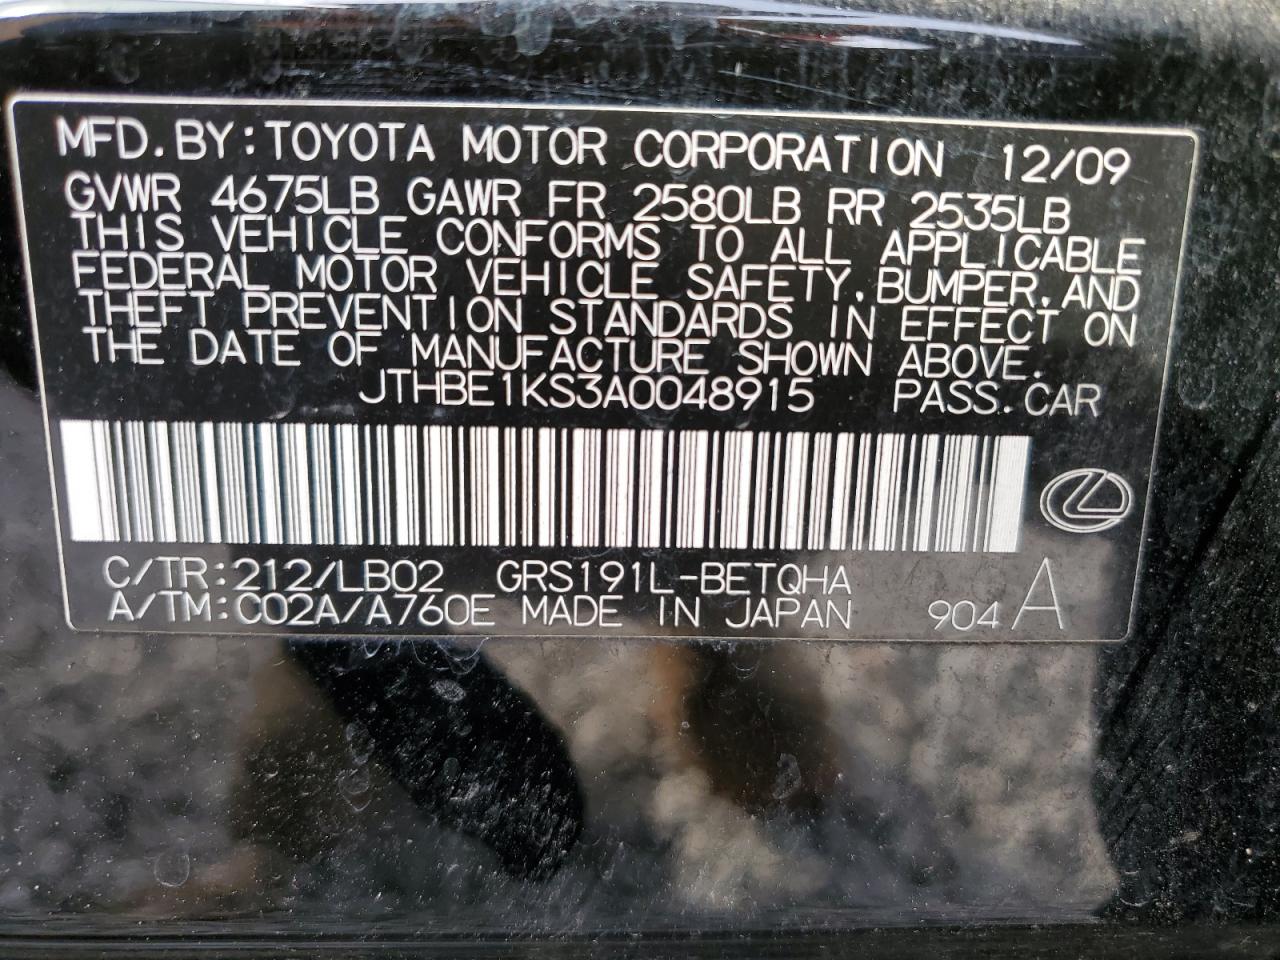 MFD. BY: TOYOTA MOTOR CORPORATION 12/09
GVWR 4675LB GAWR FR 2580LB RR 2535LB
THIS VEHICLE CONFORMS TO ALL APPLICABLE
FEDERAL MOTOR VEHICLE SAFETY, BUMPER, AND
THEFT PREVENTION STANDARDS IN EFFECT ON
THE DATE OF MANUFACTURE SHOWN ABOVE.
JTHBE1KS3A0048915 PASS. CAR
C/TR: 212/LB02 GRS191L-BETQHA
A/TM: C02A/A760E MADE IN JAPAN 904 A